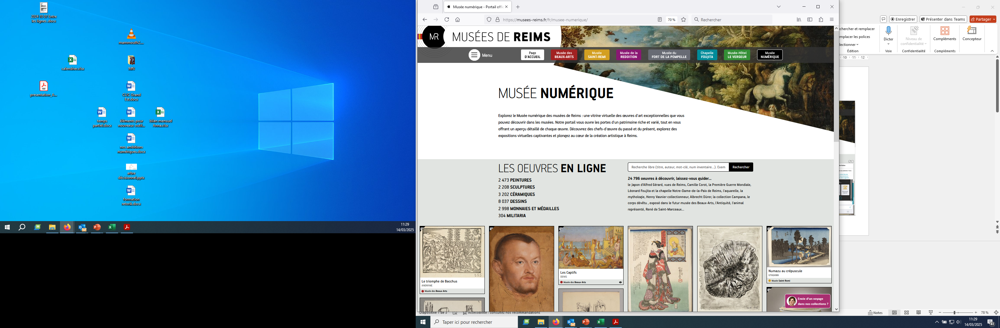 2024 10 07 Entre
les lignes .docx
mammouth2....
calendrier.xlsx
MN
presentation_A...
CLIC Grand
Est.docx
temps
partiel.docx
éléments pour
nouveaux outil...
bilan mensuel
Anna.xlsx
nos ambitions
numériques.docx
arbre
décisionnel.pptx
formation
retorik.docx
11:29
14/03/2025
Musée numérique - Portail offic
https://musees-reims.fr/fr/musee-numerique/
70 %
Rechercher
MR
MUSÉES DE REIMS
Menu
Page
D'ACCUEIL
Musée des
BEAUX-ARTS
Musée
SAINT-REMI
Musée de la
REDDITION
Musée du
FORT DE LA POMPELLE
Chapelle
FOUJITA
Musée-Hôtel
LE VERGEUR
Musée
NUMÉRIQUE
MUSÉE NUMÉRIQUE
Explorez le Musée numérique des musées de Reims : une vitrine virtuelle des œuvres d'art exceptionnelles que vous
pouvez découvrir dans les musées. Notre portail vous ouvre les portes d'un patrimoine riche et varié, tout en vous
offrant un aperçu détaillé de chaque œuvre. Découvrez des chefs-d'œuvre du passé et du présent, explorez des
expositions virtuelles captivantes et plongez au cœur de la création artistique à Reims.
LES OEUVRES EN LIGNE
2 473 PEINTURES
2 208 SCULPTURES
3 202 CÉRAMIQUES
8 037 DESSINS
2 998 MONNAIES ET MÉDAILLES
304 MILITARIA
Recherche libre (titre, auteur, mot-clé, num inventaire...). Exem
Rechercher
24 796 oeuvres à découvrir, laissez-vous guider...
le Japon d'Alfred Gérard, vues de Reims, Camille Corot, la Première Guerre Mondiale,
Léonard Foujita et la chapelle Notre-Dame-de-la-Paix de Reims, l'aquarelle, la
mythologie, Henry Vasnier collectionneur, Albrecht Dürer, la collection Campana, le
corps dévêtu , exposé dans le futur musée des Beaux-Arts, l'Antiquité, l'animal
représenté, René de Saint-Marceaux...
Le triomphe de Bacchus
ANONYME
Musée des Beaux-Arts
Les Captifs
DENIS
Musée des Beaux-Arts
Numazu au crépuscule
UTAGAWA
Musée Saint-Remi
Envie d'un voyage
dans nos collections ?
Enregistrer
Présenter dans Teams
Partager
echercher et remplacer
emplacer les polices
lectionner
Édition
Dicter
Voix
Niveau de
confidentialité
Confidentialité
Compléments
Compléments
Concepteur
10 11 12
Diapositive 1 de 3
Accessibilité : consultez nos recommandations
Notes
78 %
Taper ici pour rechercher
11:29
14/03/2025
41